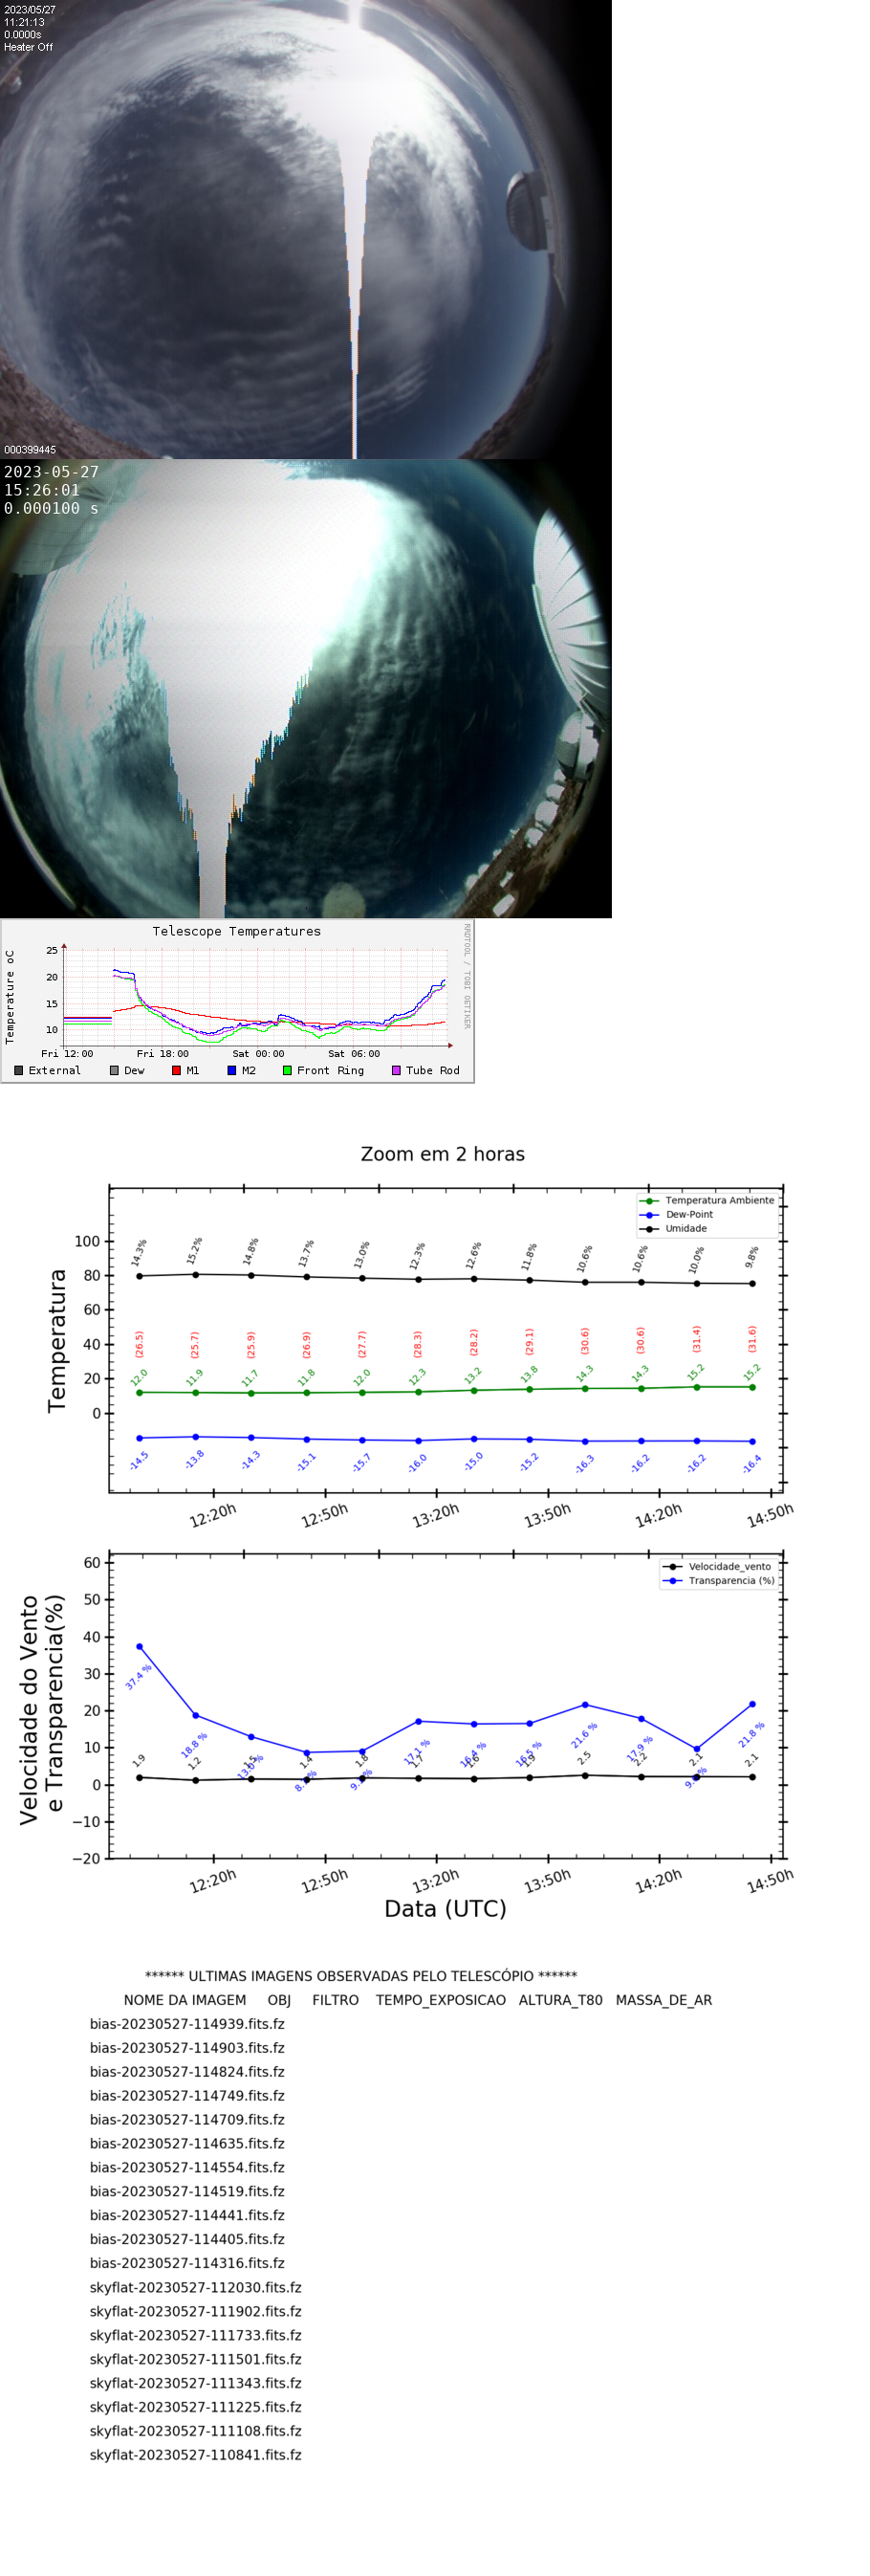 2023/05/27
11:21:13
0.0000s
Heater Off
000399445
2023-05-27
15:26:01
0.000100 s
Telescope Temperatures
RRDTOOL / TOBI OETIKER
Temperature oC
25
20
15
10
Fri 12:00 Fri 18:00 Sat 00:00 Sat 06:00
External Dew M1 M2 Front Ring Tube Rod
Zoom em 2 horas
Temperatura Ambiente
Dew-Point
Umidade
Temperatura
100
80
60
40
20
0
14.3% 15.2% 14.8% 13.7% 13.0% 12.3% 12.6% 11.8% 10.6% 10.6% 10.0% 9.8%
(26.5) (25.7) (25.9) (26.9) (27.7) (28.3) (28.2) (29.1) (30.6) (30.6) (31.4) (31.6)
12.0 11.9 11.7 11.8 12.0 12.3 13.2 13.8 14.3 14.3 15.2 15.2
-14.5 -13.8 -14.3 -15.1 -15.7 -16.0 -15.0 -15.2 -16.3 -16.2 -16.2 -16.4
12:20h 12:50h 13:20h 13:50h 14:20h 14:50h
Velocidade_vento
Transparencia (%)
Velocidade do Vento
e Transparencia(%)
60
50
40
30
20
10
0
−10
−20
37.4 % 18.8 % 21.6 % 17.9 % 21.8 %
1.9 1.2 1.4 1.8 2.5 2.1 2.1
12:20h 12:50h 13:20h 13:50h 14:20h 14:50h
Data (UTC)
****** ULTIMAS IMAGENS OBSERVADAS PELO TELESCÓPIO ******
NOME DA IMAGEM OBJ FILTRO TEMPO_EXPOSICAO ALTURA_T80 MASSA_DE_AR
bias-20230527-114939.fits.fz
bias-20230527-114903.fits.fz
bias-20230527-114824.fits.fz
bias-20230527-114749.fits.fz
bias-20230527-114709.fits.fz
bias-20230527-114635.fits.fz
bias-20230527-114554.fits.fz
bias-20230527-114519.fits.fz
bias-20230527-114441.fits.fz
bias-20230527-114405.fits.fz
bias-20230527-114316.fits.fz
skyflat-20230527-112030.fits.fz
skyflat-20230527-111902.fits.fz
skyflat-20230527-111733.fits.fz
skyflat-20230527-111501.fits.fz
skyflat-20230527-111343.fits.fz
skyflat-20230527-111225.fits.fz
skyflat-20230527-111108.fits.fz
skyflat-20230527-110841.fits.fz